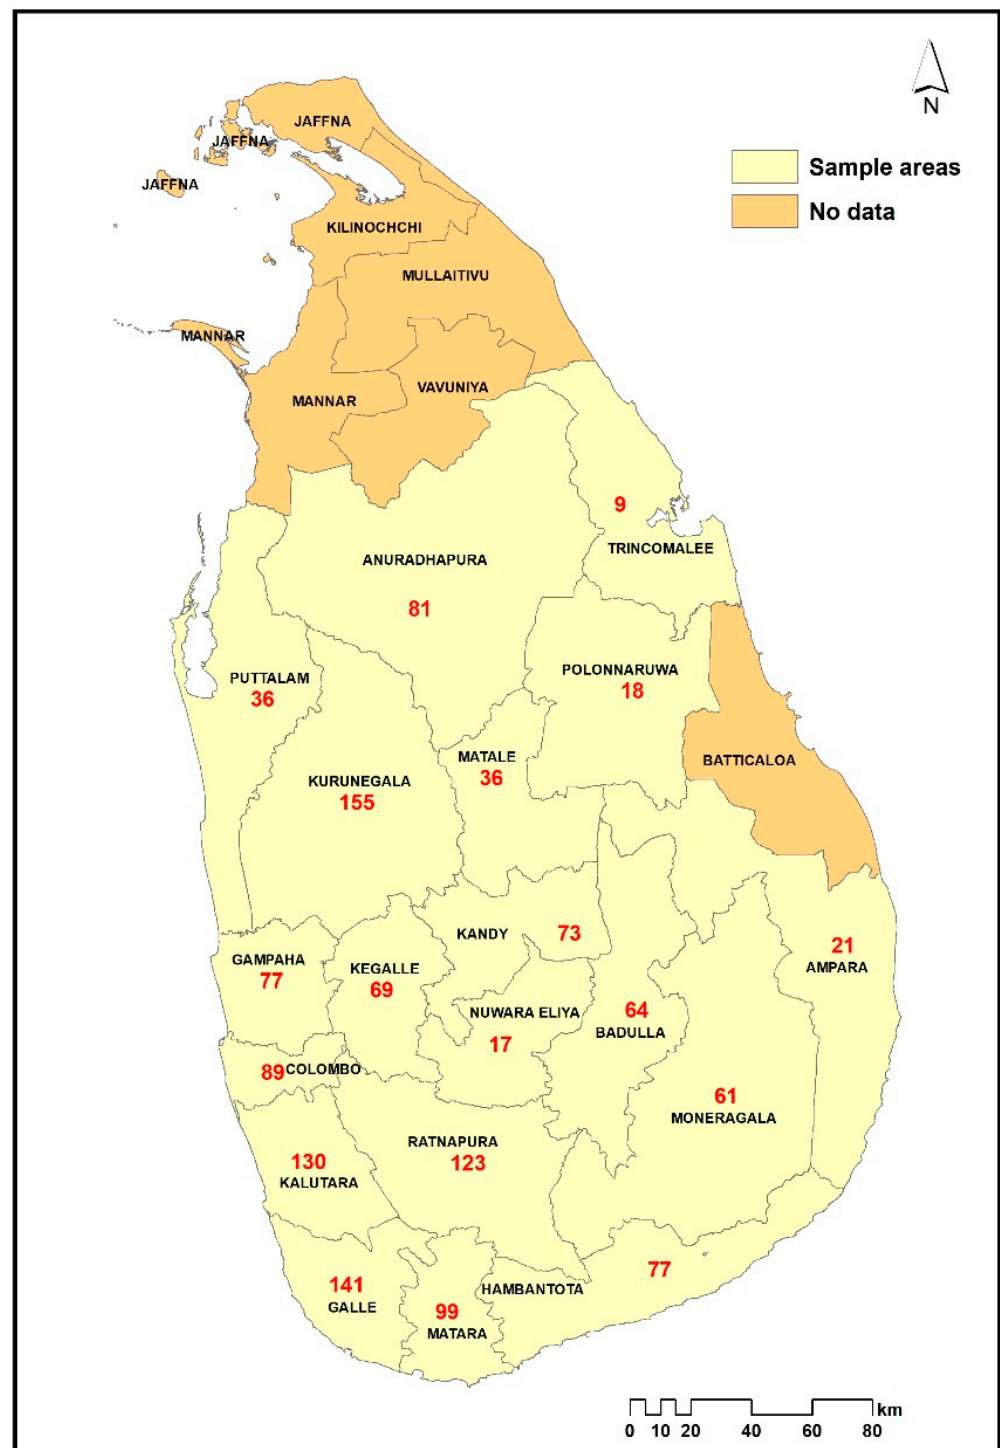 N
Sample areas
No data
JAFFNA
JAFFNA
JAFFNA
KILINOCHCHI
MULLAITIVU
MANNAR
VAVUNIYA
MANNAR
9
TRINCOMALEE
ANURADHAPURA
81
POLONNARUWA
18
PUTTALAM
36
MATALE
36
BATTICALOA
KURUNEGALA
155
KANDY
73
21
AMPARA
GAMPAHA
77
KEGALLE
69
NUWARA ELIYA
17
64
BADULLA
89 COLOMBO
61
MONERAGALA
RATNAPURA
123
130
KALUTARA
77
HAMBANTOTA
141
GALLE
99
MATARA
km
0 10 20 40 60 80